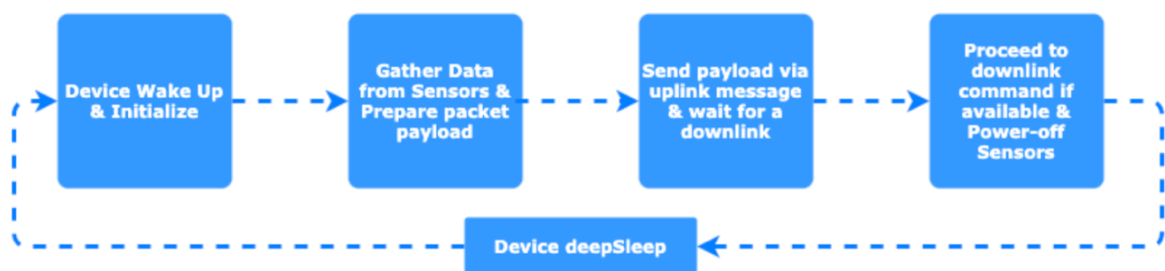 Device Wake Up
& Initialize
Gather Data
from Sensors &
Prepare packet
payload
Send payload via
uplink message
& wait for a
downlink
Proceed to
downlink
command if
available &
Power-off
Sensors
Device deepSleep